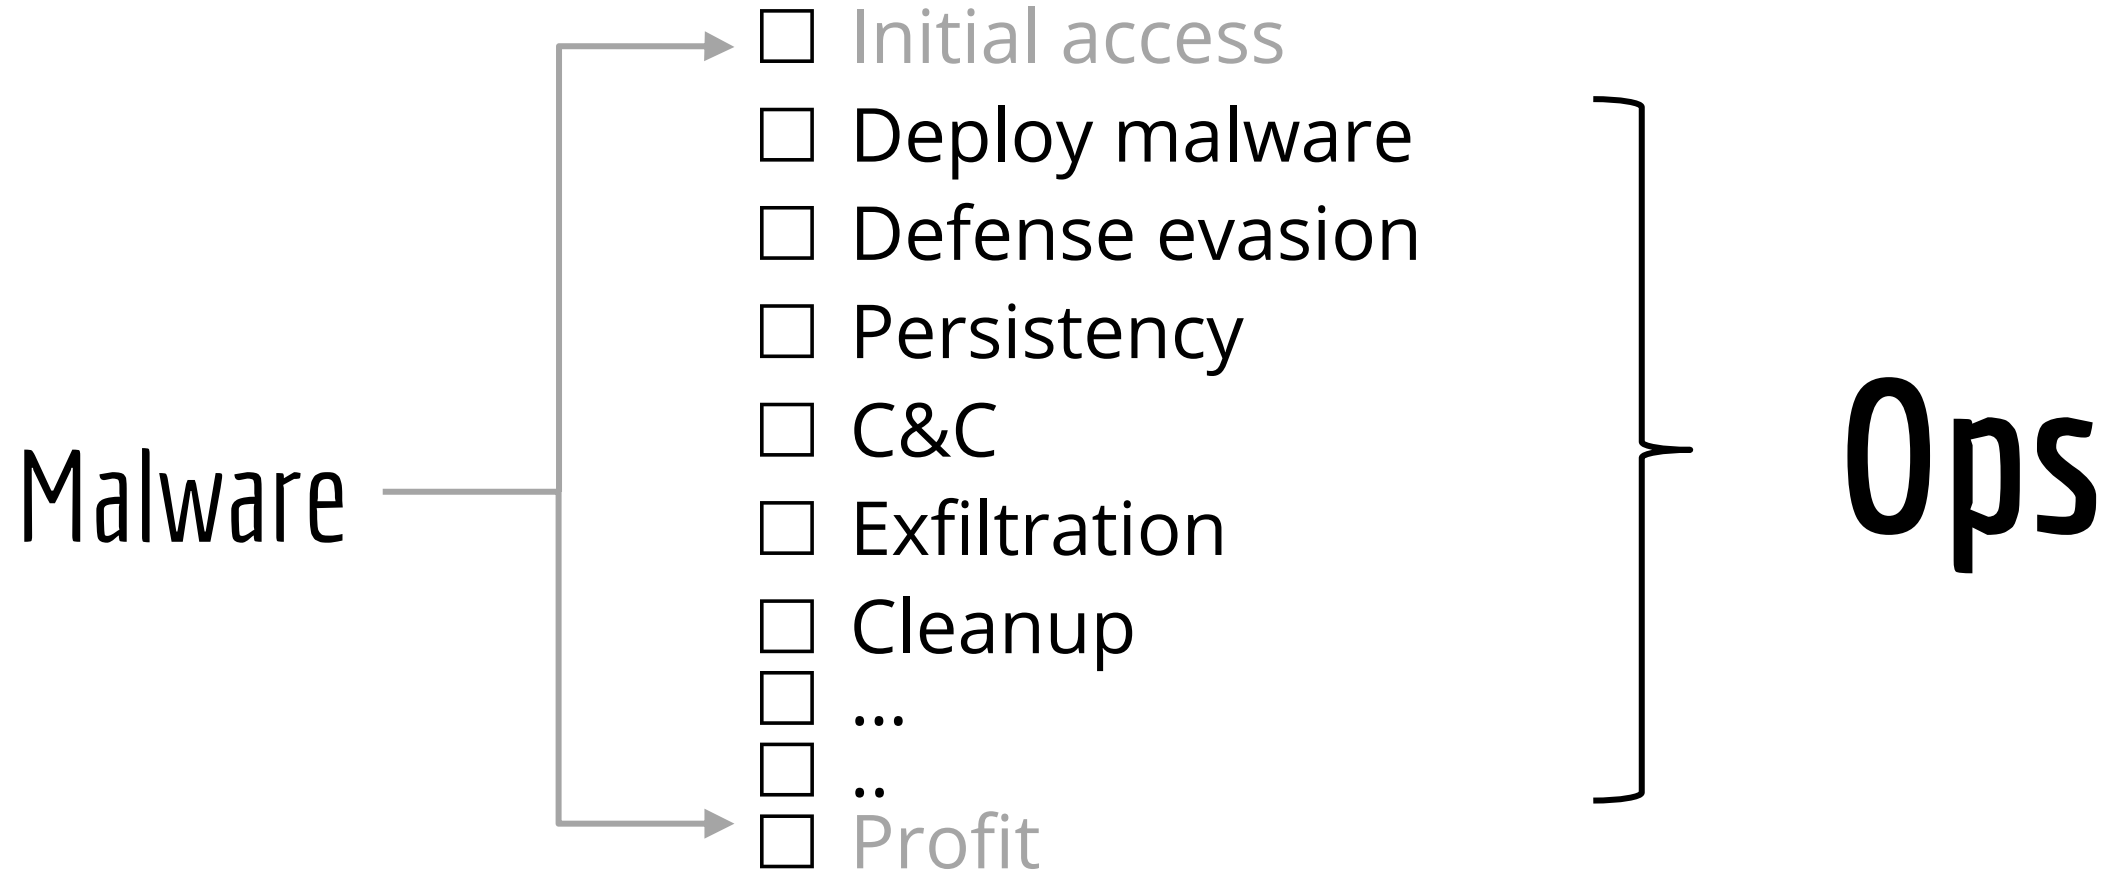 Initial access
Deploy malware
Defense evasion
Persistency
C&C
Exfiltration
Cleanup
...
..
Profit
Malware
Ops